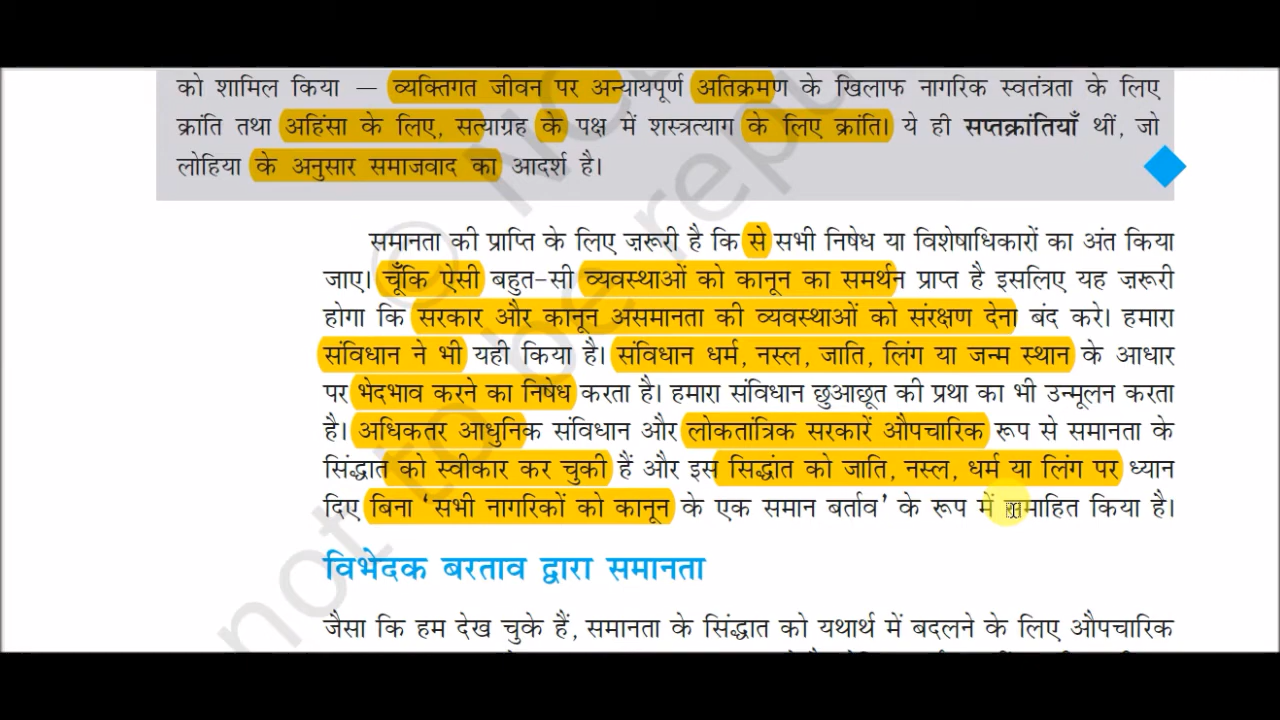 को शामिल किया – व्यक्तिगत जीवन पर अन्यायपूर्ण अतिक्रमण के खिलाफ नागरिक स्वतंत्रता के लिए
क्रांति तथा अहिंसा के लिए, सत्याग्रह के पक्ष में शस्त्रत्याग के लिए क्रांति। ये ही सप्तक्रांतियाँ थीं, जो
लोहिया के अनुसार समाजवाद का आदर्श है।
समानता की प्राप्ति के लिए ज़रूरी है कि से सभी निषेध या विशेषाधिकारों का अंत किया
जाए। चूँकि ऐसी बहुत-सी व्यवस्थाओं को कानून का समर्थन प्राप्त है इसलिए यह ज़रूरी
होगा कि सरकार और कानून असमानता की व्यवस्थाओं को संरक्षण देना बंद करे। हमारा
संविधान ने भी यही किया है। संविधान धर्म, नस्ल, जाति, लिंग या जन्म स्थान के आधार
पर भेदभाव करने का निषेध करता है। हमारा संविधान छुआछूत की प्रथा का भी उन्मूलन करता
है। अधिकतर आधुनिक संविधान और लोकतांत्रिक सरकारें औपचारिक रूप से समानता के
सिंद्धात को स्वीकार कर चुकी हैं और इस सिद्धांत को जाति, नस्ल, धर्म या लिंग पर ध्यान
दिए बिना ‘सभी नागरिकों को कानून के एक समान बर्ताव’ के रूप में समाहित किया है।
विभेदक बरताव द्वारा समानता
जैसा कि हम देख चुके हैं, समानता के सिंद्धात को यथार्थ में बदलने के लिए औपचारिक
not to be repu